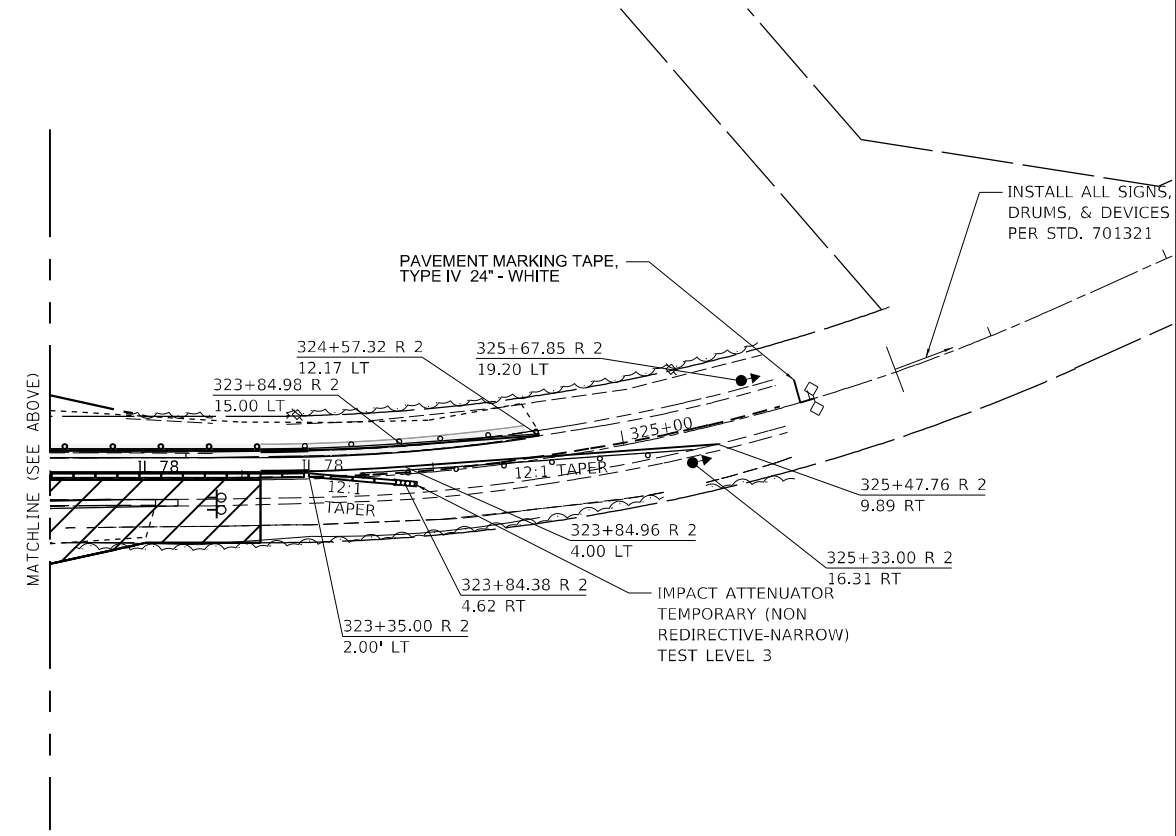 INSTALL ALL SIGNS,
DRUMS, & DEVICES
PER STD. 701321
PAVEMENT MARKING TAPE,
TYPE IV 24" - WHITE
324+57.32 R 2
12.17 LT
325+67.85 R 2
19.20 LT
323+84.98 R 2
15.00 LT
MATCHLINE (SEE ABOVE)
325+00
IL 78
IL 78
12:1 TAPER
12:1
TAPER
325+47.76 R 2
9.89 RT
323+84.96 R 2
4.00 LT
325+33.00 R 2
16.31 RT
323+84.38 R 2
4.62 RT
IMPACT ATTENUATOR
TEMPORARY (NON
REDIRECTIVE-NARROW)
TEST LEVEL 3
323+35.00 R 2
2.00' LT